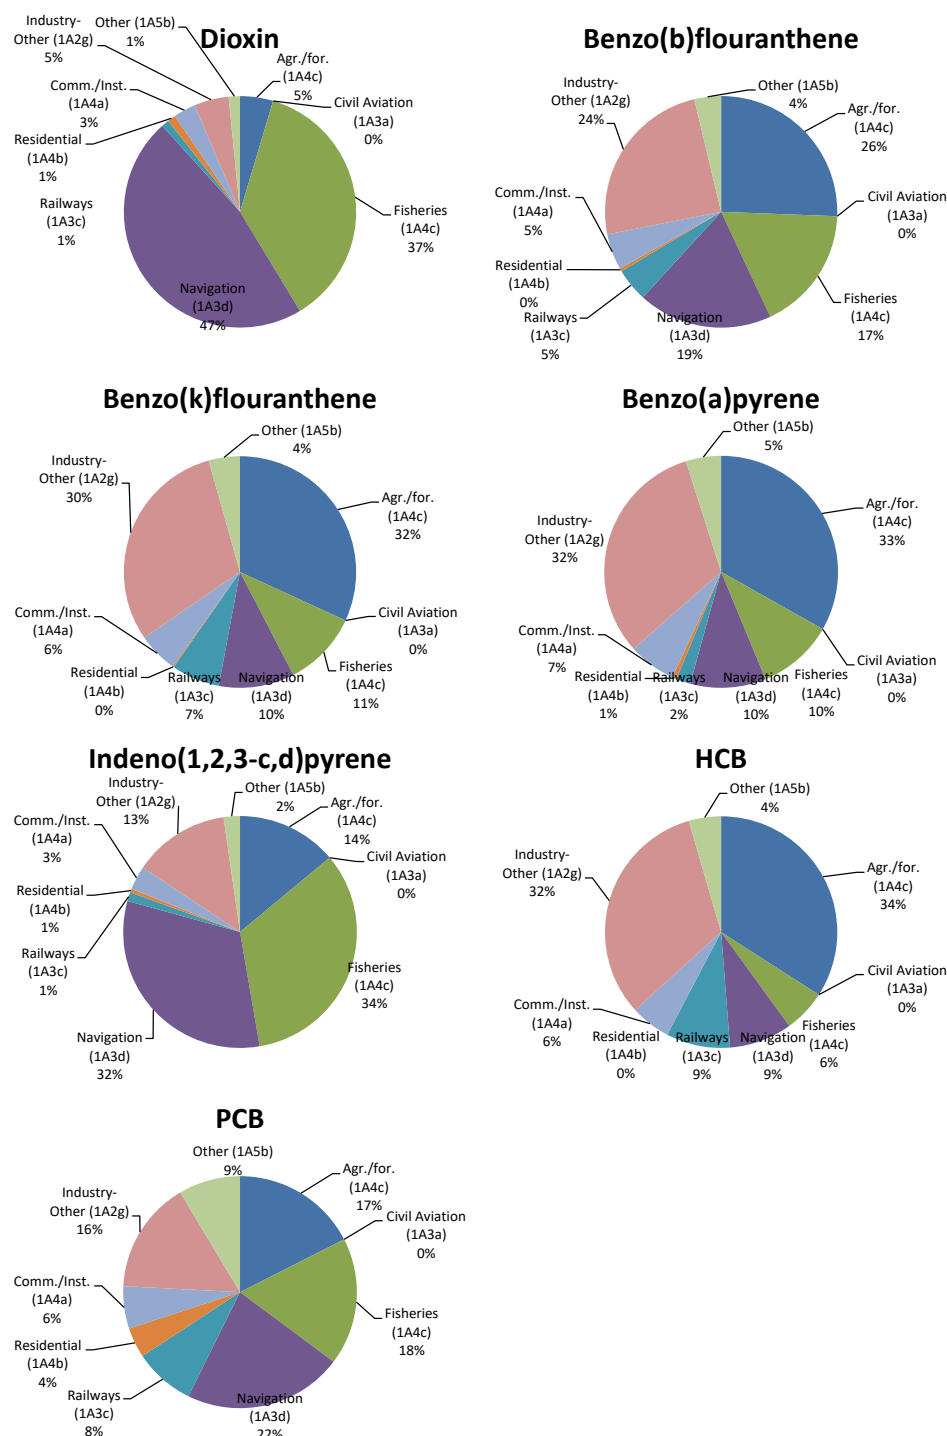 Dioxin
Industry-
Other (1A2g)
5%
Other (1A5b)
1%
Agr./for.
(1A4c)
5%
Civil Aviation
(1A3a)
0%
Comm./Inst.
(1A4a)
3%
Residential
(1A4b)
1%
Railways
(1A3c)
1%
Fisheries
(1A4c)
37%
Navigation
(1A3d)
47%
Benzo(b)flouranthene
Industry-
Other (1A2g)
24%
Other (1A5b)
4%
Agr./for.
(1A4c)
26%
Comm./Inst.
(1A4a)
5%
Civil Aviation
(1A3a)
0%
Residential
(1A4b)
0%
Railways
(1A3c)
5%
Navigation
(1A3d)
19%
Fisheries
(1A4c)
17%
Benzo(k)flouranthene
Other (1A5b)
4%
Industry-
Other (1A2g)
30%
Agr./for.
(1A4c)
32%
Comm./Inst.
(1A4a)
6%
Civil Aviation
(1A3a)
0%
Residential
(1A4b)
0%
Railways
(1A3c)
7%
Navigation
(1A3d)
10%
Fisheries
(1A4c)
11%
Benzo(a)pyrene
Other (1A5b)
5%
Industry-
Other (1A2g)
32%
Agr./for.
(1A4c)
33%
Comm./Inst.
(1A4a)
7%
Residential
(1A4b)
1%
Railways
(1A3c)
2%
Navigation
(1A3d)
10%
Fisheries
(1A4c)
10%
Civil Aviation
(1A3a)
0%
Indeno(1,2,3-c,d)pyrene
Industry-
Other (1A2g)
13%
Other (1A5b)
2%
Agr./for.
(1A4c)
14%
Comm./Inst.
(1A4a)
3%
Civil Aviation
(1A3a)
0%
Residential
(1A4b)
1%
Railways
(1A3c)
1%
Fisheries
(1A4c)
34%
Navigation
(1A3d)
32%
HCB
Other (1A5b)
4%
Industry-
Other (1A2g)
32%
Agr./for.
(1A4c)
34%
Civil Aviation
(1A3a)
0%
Comm./Inst.
(1A4a)
6%
Residential
(1A4b)
0%
Railways
(1A3c)
9%
Navigation
(1A3d)
9%
Fisheries
(1A4c)
6%
PCB
Other (1A5b)
9%
Agr./for.
(1A4c)
17%
Industry-
Other (1A2g)
16%
Civil Aviation
(1A3a)
0%
Comm./Inst.
(1A4a)
6%
Fisheries
(1A4c)
18%
Residential
(1A4b)
4%
Railways
(1A3c)
8%
Navigation
(1A3d)
22%